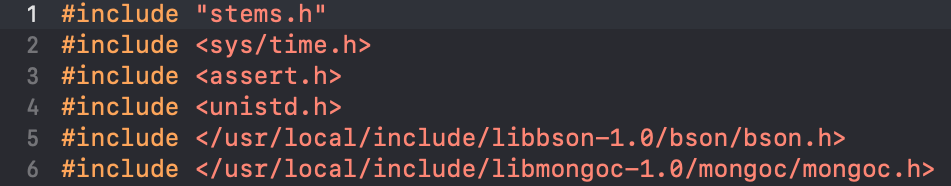 1 #include "stems.h"
2 #include <sys/time.h>
3 #include <assert.h>
4 #include <unistd.h>
5 #include </usr/local/include/libbson-1.0/bson/bson.h>
6 #include </usr/local/include/libmongoc-1.0/mongoc/mongoc.h>